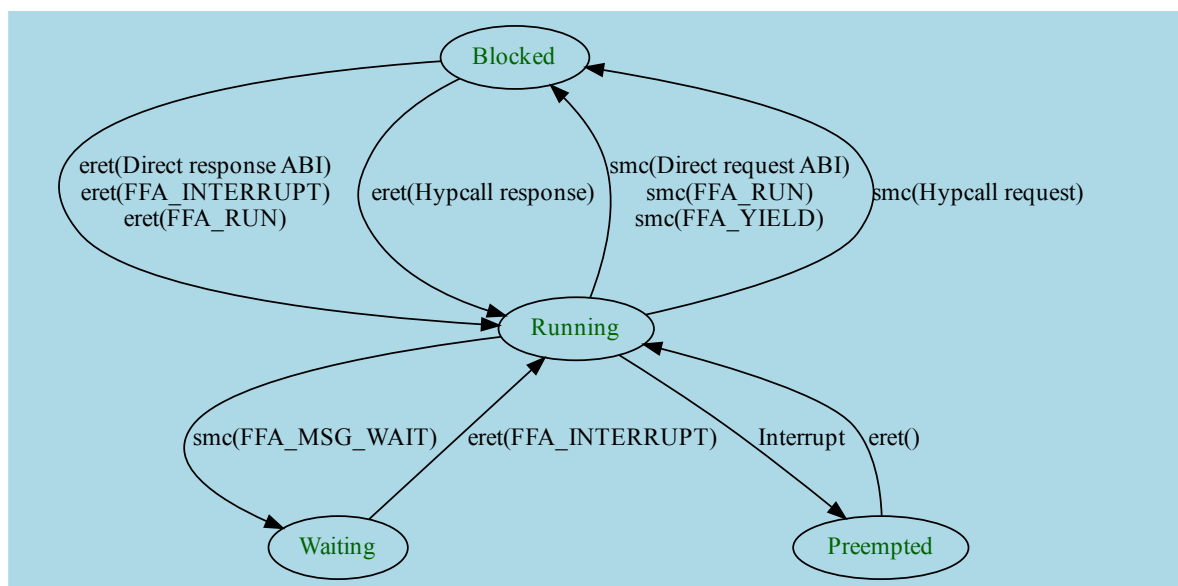 Blocked
eret(Direct response ABI)
eret(FFA_INTERRUPT)
eret(FFA_RUN)
eret(Hypcall response)
smc(Direct request ABI)
smc(FFA_RUN)
smc(FFA_YIELD)
smc(Hypcall request)
Running
smc(FFA_MSG_WAIT)
eret(FFA_INTERRUPT)
Interrupt
eret()
Waiting
Preempted